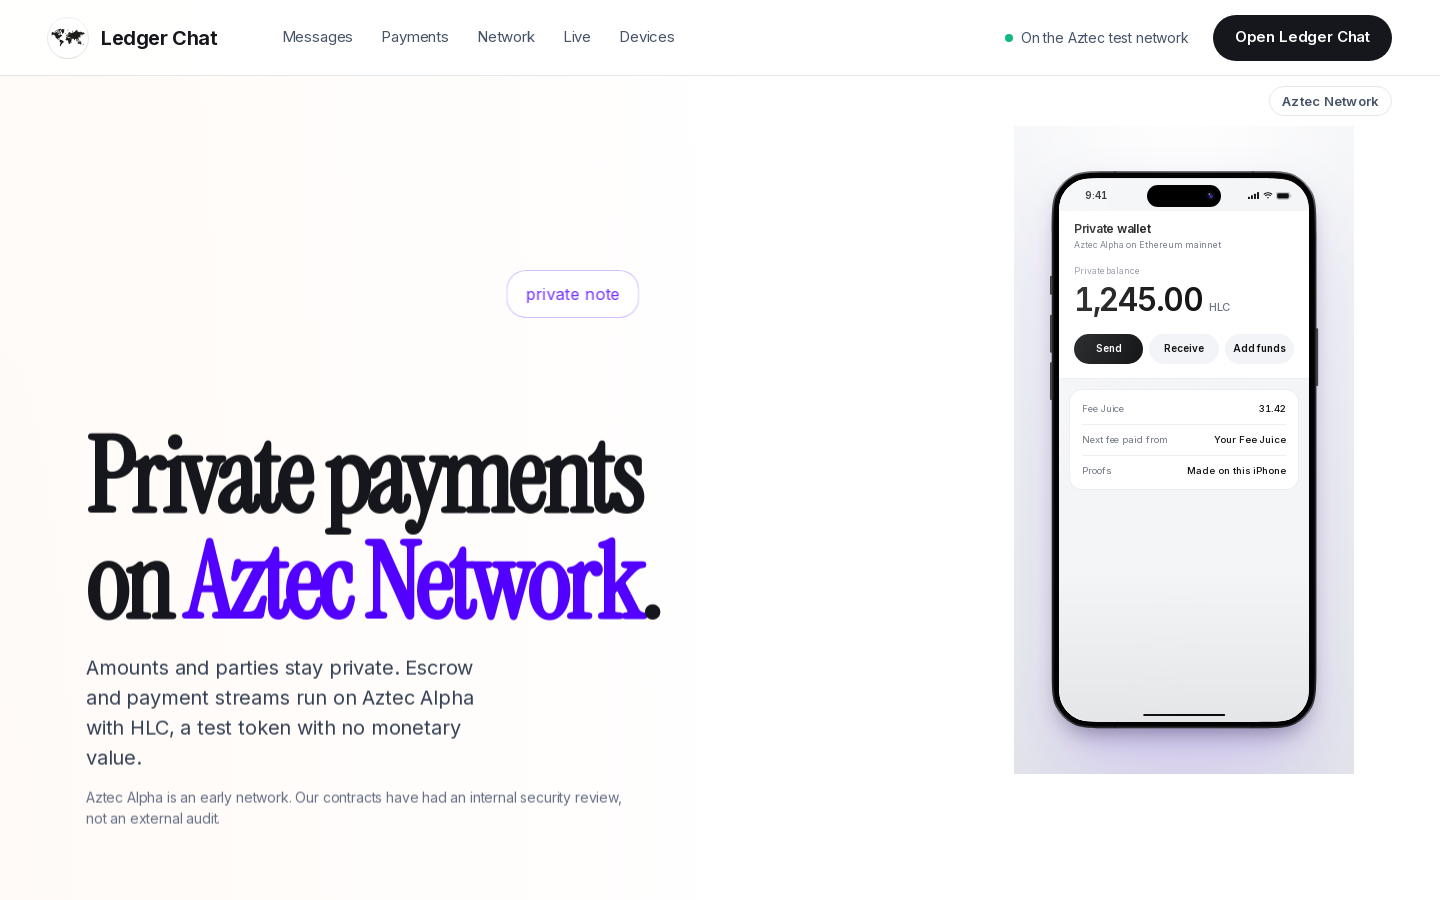 Ledger Chat
Messages
Payments
Network
Live
Devices
On the Aztec test network
Open Ledger Chat
Aztec Network
private note
Private payments
on Aztec Network.
Amounts and parties stay private. Escrow
and payment streams run on Aztec Alpha
with HLC, a test token with no monetary
value.
Aztec Alpha is an early network. Our contracts have had an internal security review,
not an external audit.
9:41
Private wallet
Aztec Alpha on Ethereum mainnet
Private balance
1,245.00 HLC
Send
Receive
Add funds
Fee Juice 31.42
Next fee paid from Your Fee Juice
Proofs Made on this iPhone